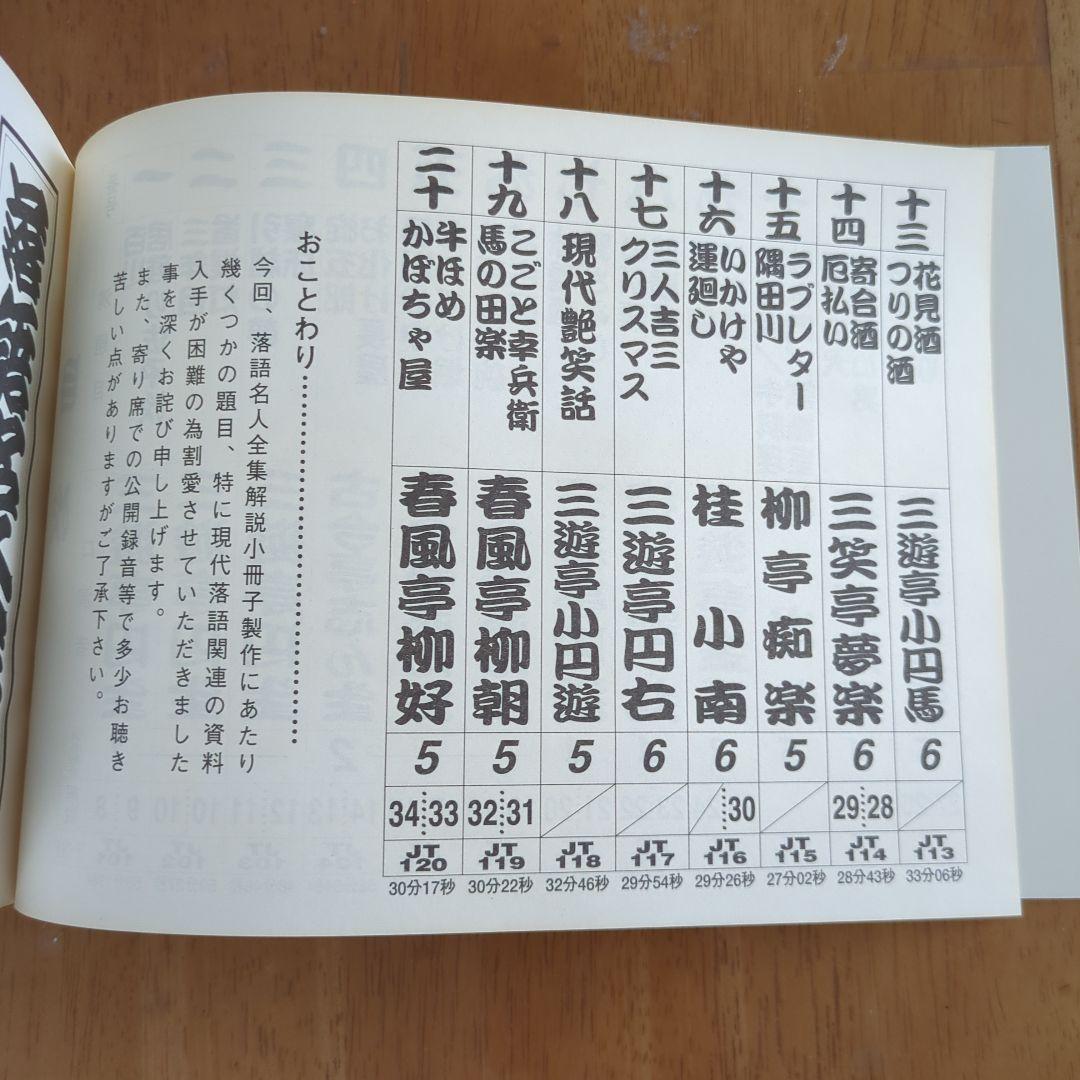 十三
花見酒
つりの酒
三遊亭小円馬
6
JT
113
33分06秒
十四
寄合酒
厄払い
三笑亭夢楽
6
29 28
JT
114
28分43秒
十五
ラブレター
隅田川
柳亭痴楽
5
JT
115
27分02秒
十六
いかけや
運廻し
桂小南
6
30
JT
116
29分26秒
十七
三人吉三
クリスマス
三遊亭円右
6
JT
117
29分54秒
十八
現代艶笑話
三遊亭小円遊
5
JT
118
32分46秒
十九
こごと幸兵衛
馬の田楽
春風亭柳朝
5
32 31
JT
119
30分22秒
二十
牛ほめ
かぼちゃ屋
春風亭柳好
5
34 33
JT
120
30分17秒
おことわり……………………………………
今回、落語名人全集解説小冊子製作にあたり
幾くつかの題目、特に現代落語関連の資料
入手が困難の為割愛させていただきました
事を深くお詫び申し上げます。
また、寄り席での公開録音等で多少お聴き
苦しい点がありますがご了承下さい。